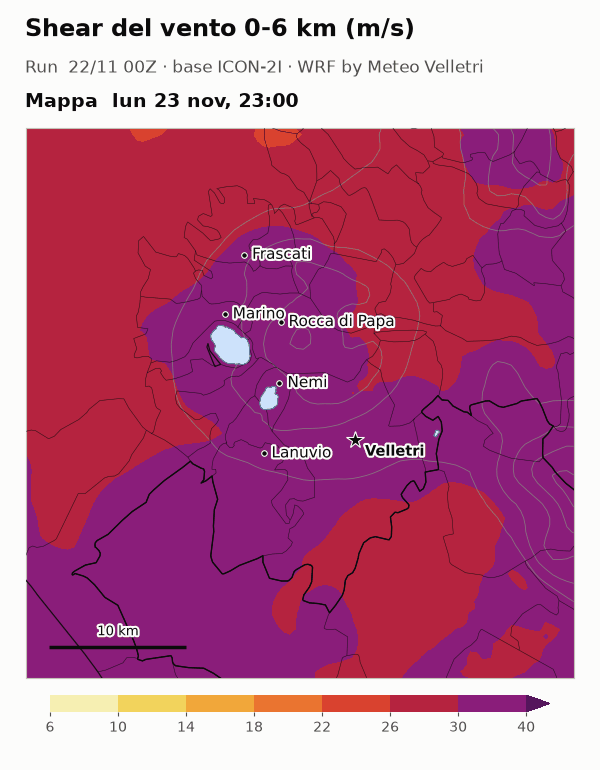 Shear del vento 0-6 km (m/s)
Run  22/11 00Z · base ICON-2I · WRF by Meteo Velletri
Mappa  lun 23 nov, 23:00
Frascati
Marino
Rocca di Papa
Nemi
Velletri
Lanuvio
10 km
6 10 14 18 22 26 30 40